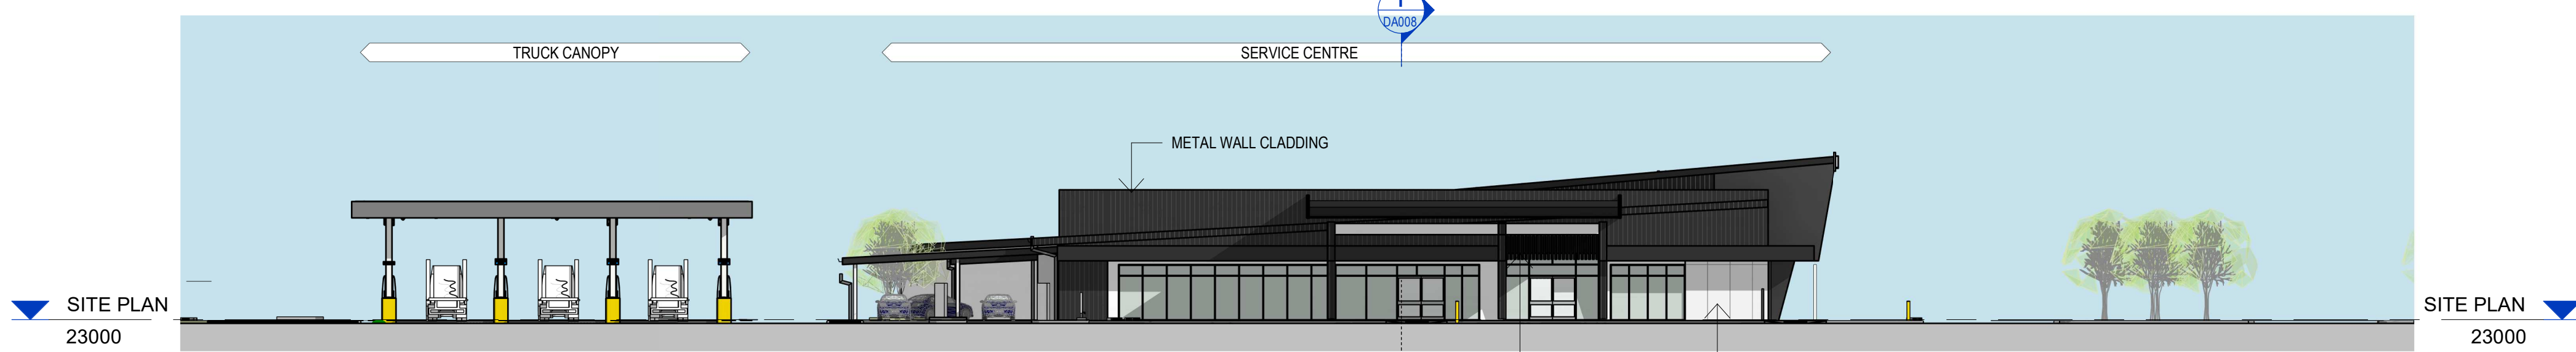 DA008
TRUCK CANOPY
SERVICE CENTRE
METAL WALL CLADDING
SITE PLAN
23000
SITE PLAN
23000